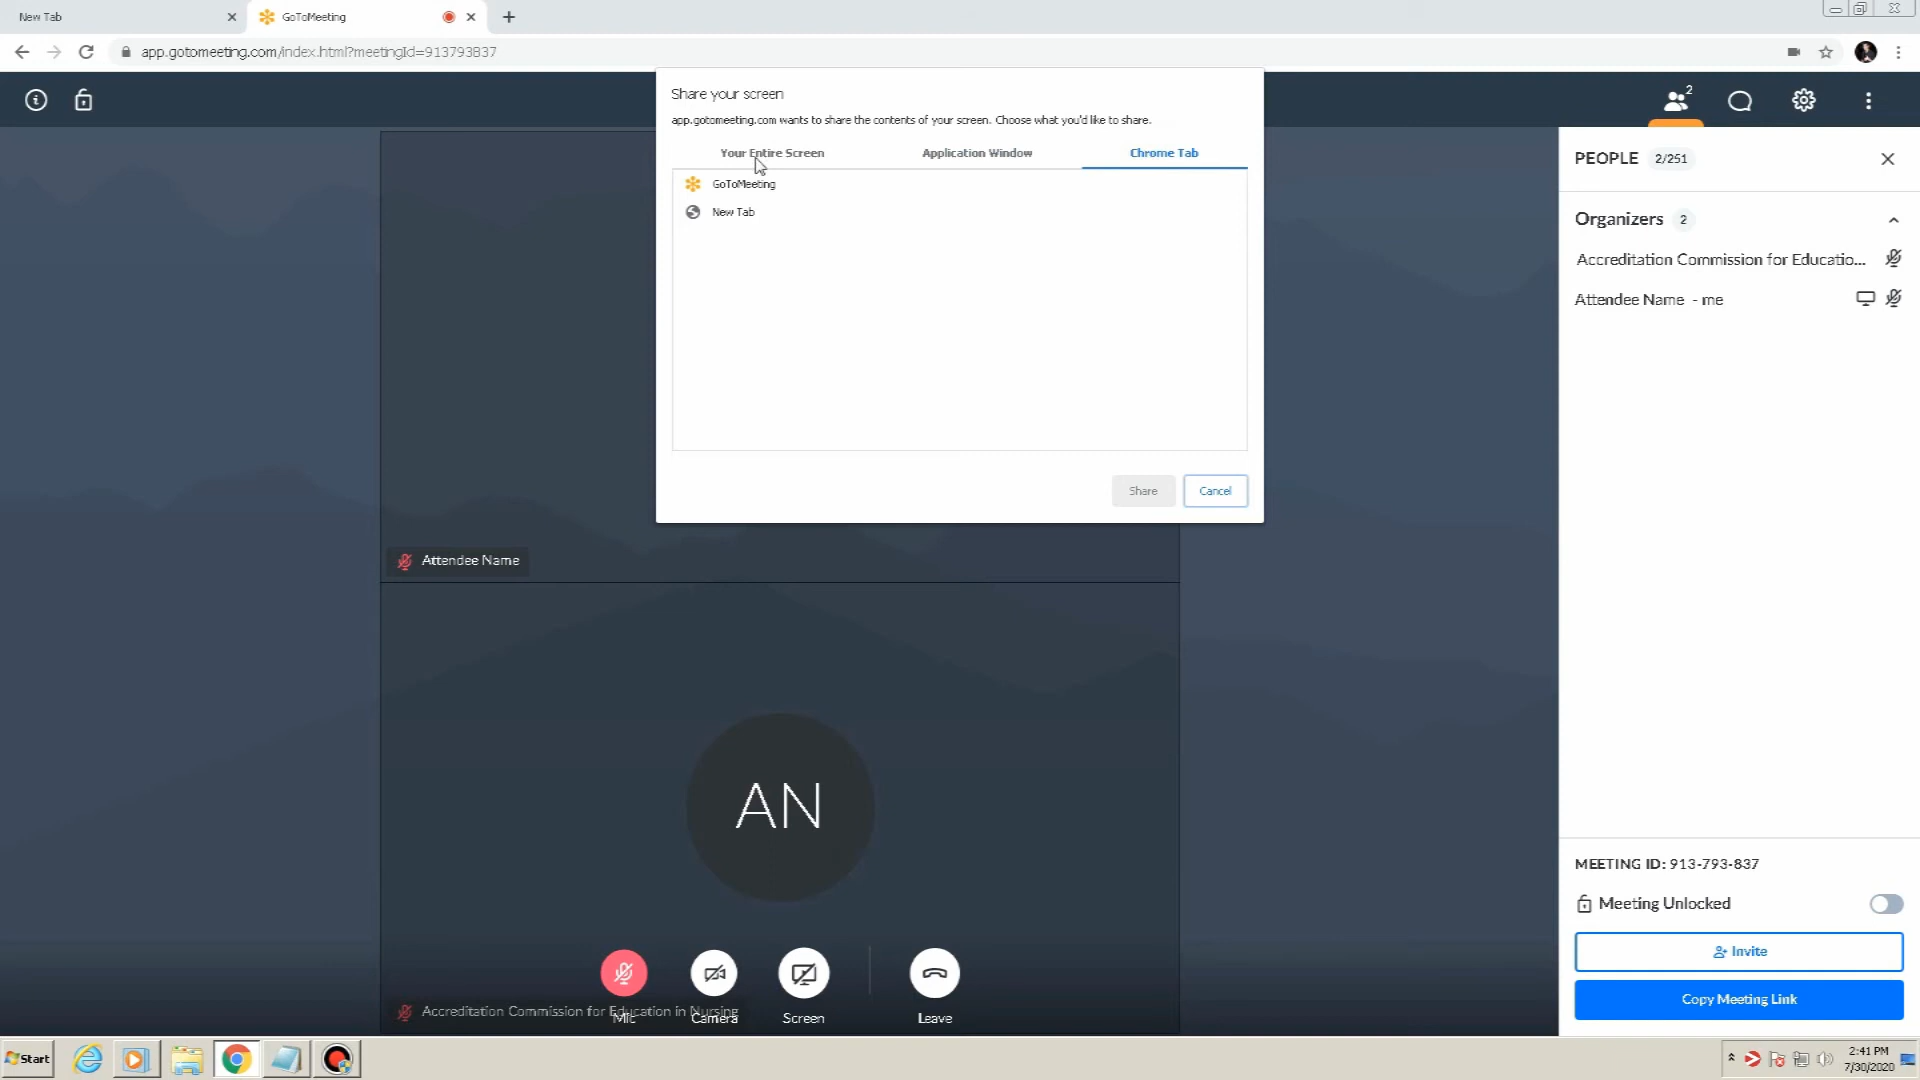 New Tab
GoToMeeting
app.gotomeeting.com/index.html?meetingId=913793837
Share your screen
app.gotomeeting.com wants to share the contents of your screen. Choose what you'd like to share.
Your Entire Screen
Application Window
Chrome Tab
GoToMeeting
New Tab
Share
Cancel
2
PEOPLE 2/251
Organizers 2
Accreditation Commission for Educatio...
Attendee Name - me
Attendee Name
AN
Accreditation Commission for Education in Nursing
Mic
Camera
Screen
Leave
MEETING ID: 913-793-837
Meeting Unlocked
Invite
Copy Meeting Link
Start
2:41 PM
7/30/2020